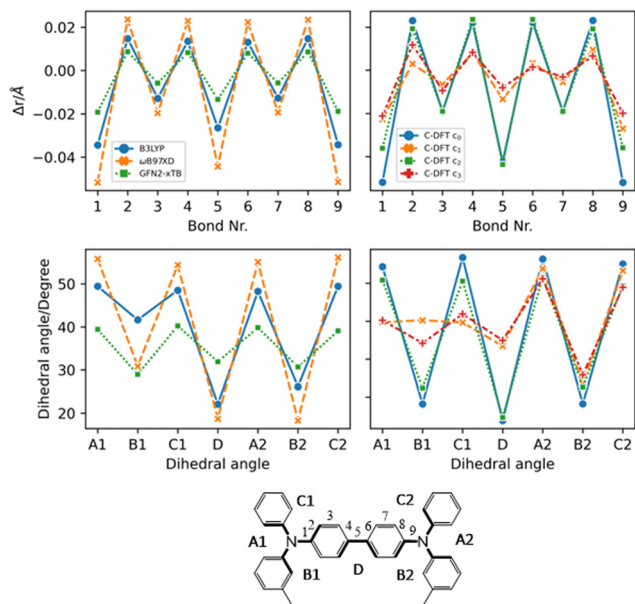 0.02
0.00
−0.02
−0.04
Δr/Å
B3LYP
ωB97XD
GFN2-xTB
C-DFT c₀
C-DFT c₁
C-DFT c₂
C-DFT c₃
1 2 3 4 5 6 7 8 9
1 2 3 4 5 6 7 8 9
Bond Nr.
Bond Nr.
50
40
30
20
Dihedral angle/Degree
A1 B1 C1 D A2 B2 C2
A1 B1 C1 D A2 B2 C2
Dihedral angle
Dihedral angle
C1 C2
3 7
2 4 6 8
A1 N 1 5 9 N A2
B1 D B2